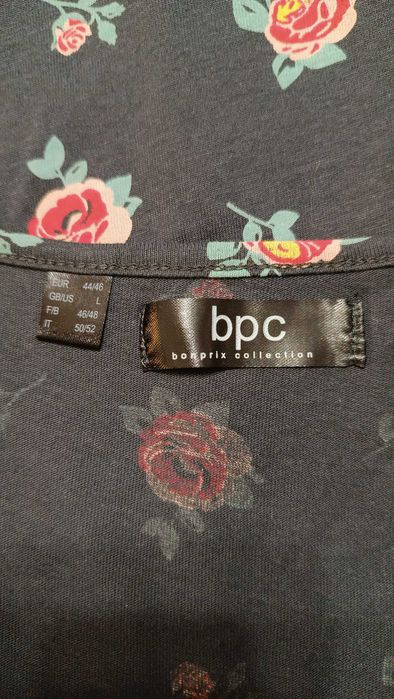 EUR 44/46
GB/US L
F/B 46/48
IT 50/52
bpc
bonprix collection